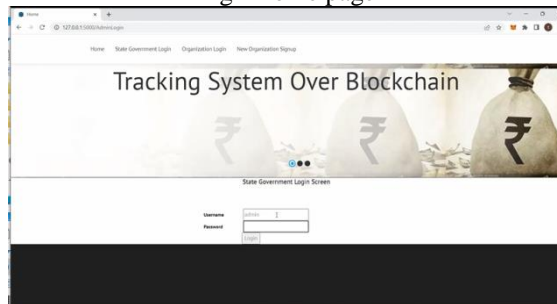 Home
127.0.0.1:5000/AdminLogin
Home State Government Login Organization Login New Organization Signup
Tracking System Over Blockchain
₹ ₹ ₹
State Government Login Screen
Username admin
Password
Login